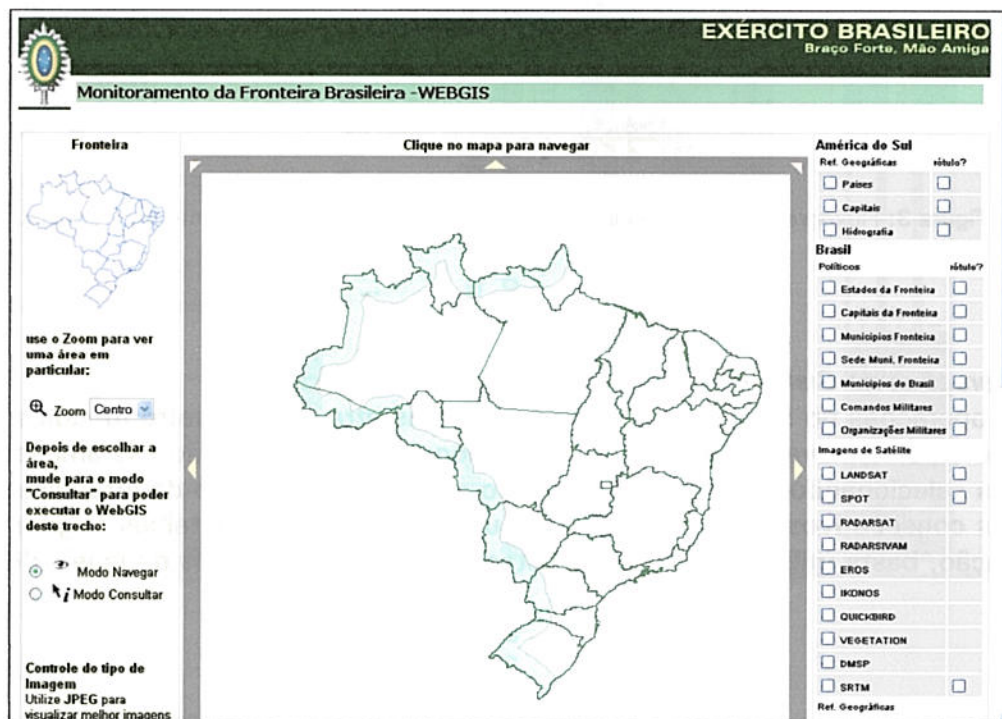 EXÉRCITO BRASILEIRO
Braço Forte, Mão Amiga
Monitoramento da Fronteira Brasileira -WEBGIS
Fronteira
use o Zoom para ver
uma área em
particular:
Zoom Centro
Depois de escolhar a
área,
mude para o modo
"Consultar" para poder
executar o WebGIS
deste trecho:
Modo Navegar
Modo Consultar
Controle do tipo de
Imagem
Utilize JPEG para
visualizar melhor imagens
Clique no mapa para navegar
América do Sul
Ref. Geográficas rótulo?
Países
Capitais
Hidrografia
Brasil
Políticos rótulo?
Estados da Fronteira
Capitais da Fronteira
Municípios Fronteira
Sede Muni. Fronteira
Municípios do Brasil
Comandos Militares
Organizações Militares
Imagens de Satélite
LANDSAT
SPOT
RADARSAT
RADARSIVAM
EROS
IKONOS
QUICKBIRD
VEGETATION
DMSP
SRTM
Ref. Geográficas